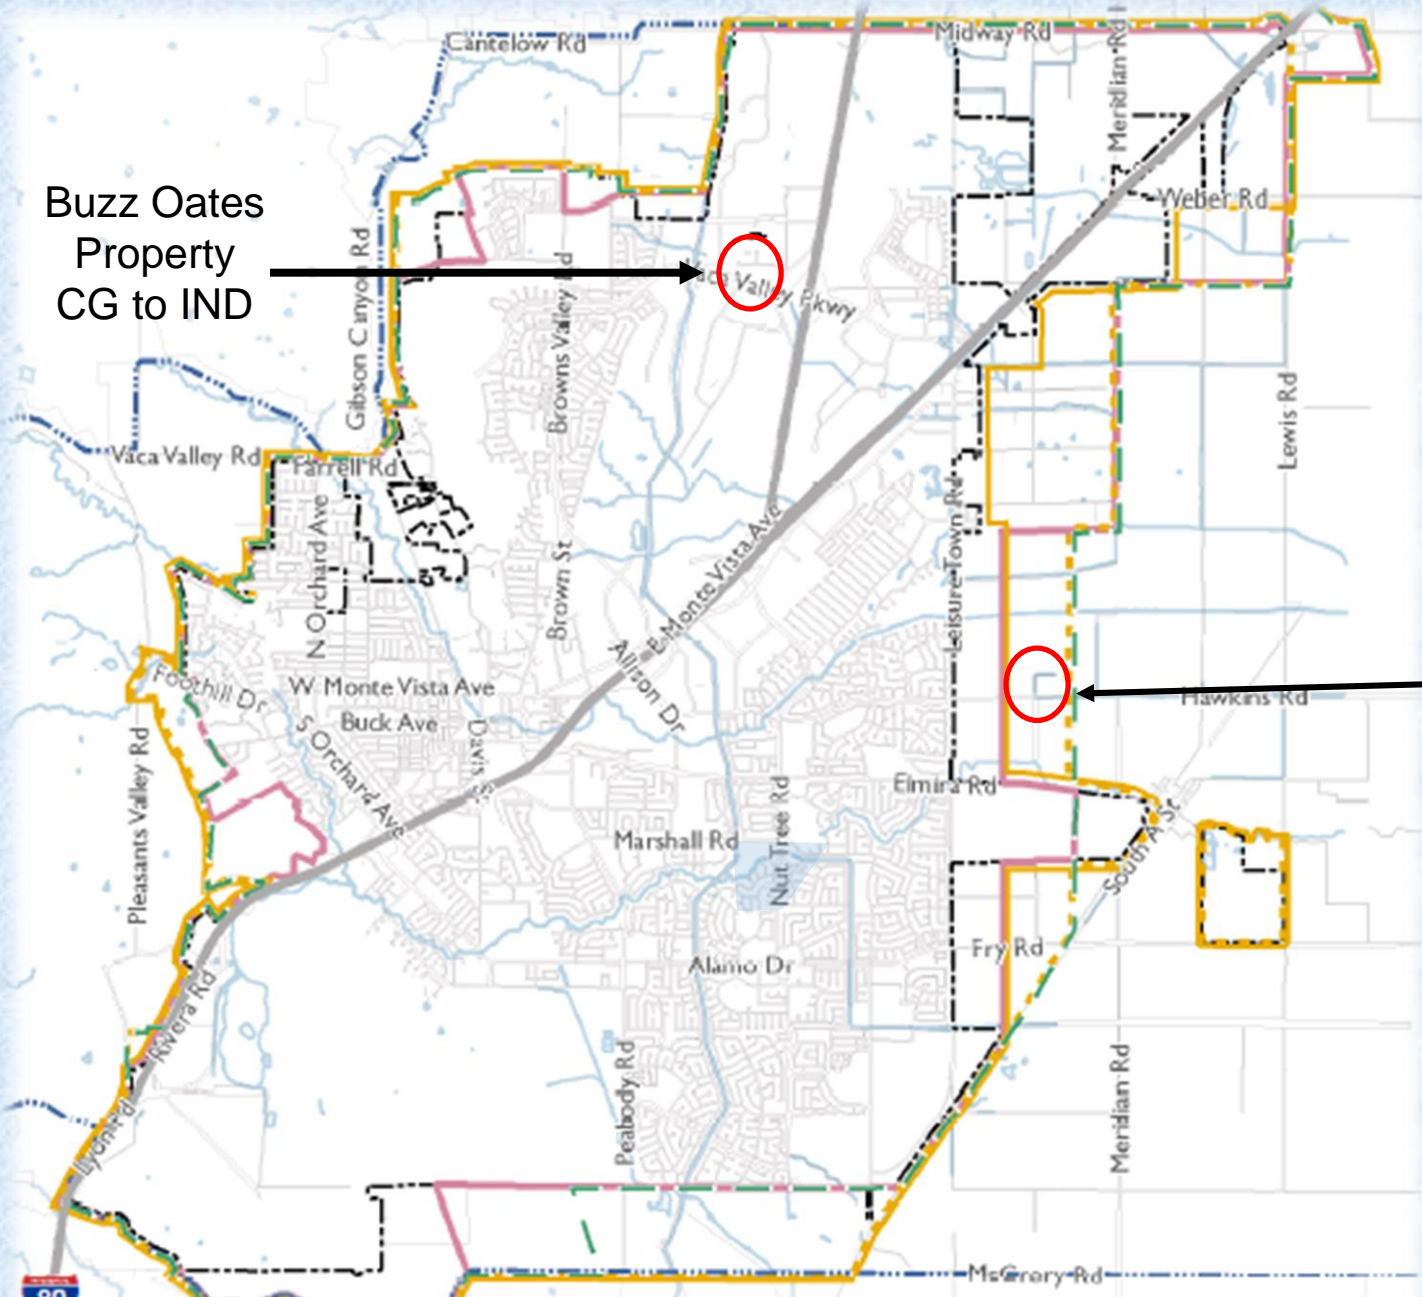 Cantelow Rd
Midway Rd
Meridian Rd
Buzz Oates
Property
CG to IND
Weber Rd
Gibson Canyon Rd
Browns Valley Rd
Vaca Valley Pkwy
Lewis Rd
Vaca Valley Rd
Farrell Rd
N Orchard Ave
Brown St
E Monte Vista Ave
Leisure Town Rd
Allison Dr
Foothill Dr
W Monte Vista Ave
Buck Ave
S Orchard Ave
Davis St
Hawkins Rd
Pleasants Valley Rd
Elmira Rd
Marshall Rd
Nut Tree Rd
South A St
Fry Rd
Alamo Dr
Rivera Rd
Peabody Rd
Meridian Rd
Lyon Rd
McCrory Rd
80